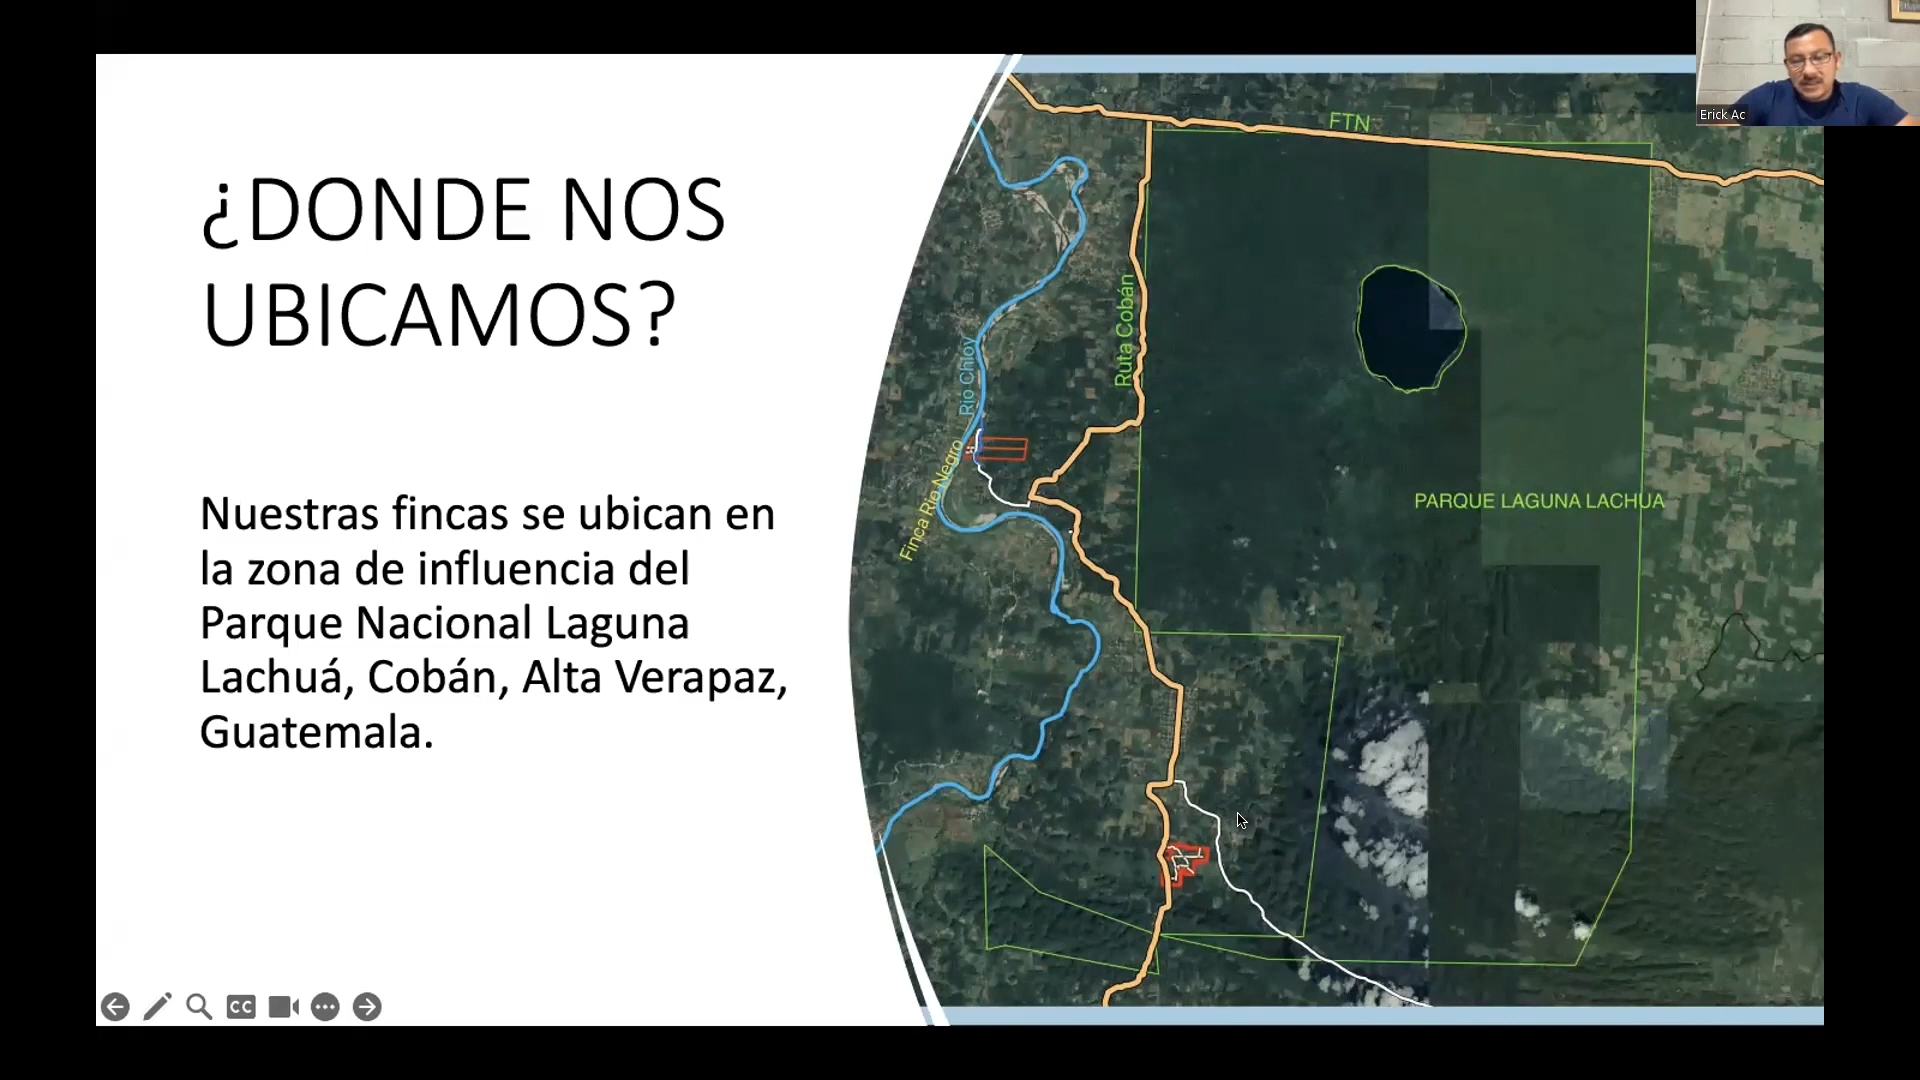 ¿DONDE NOS
UBICAMOS?
Nuestras fincas se ubican en
la zona de influencia del
Parque Nacional Laguna
Lachuá, Cobán, Alta Verapaz,
Guatemala.
FTN
Ruta Cobán
Rio Chioy
Finca Rio Negro
PARQUE LAGUNA LACHUA
Erick Ac
CC